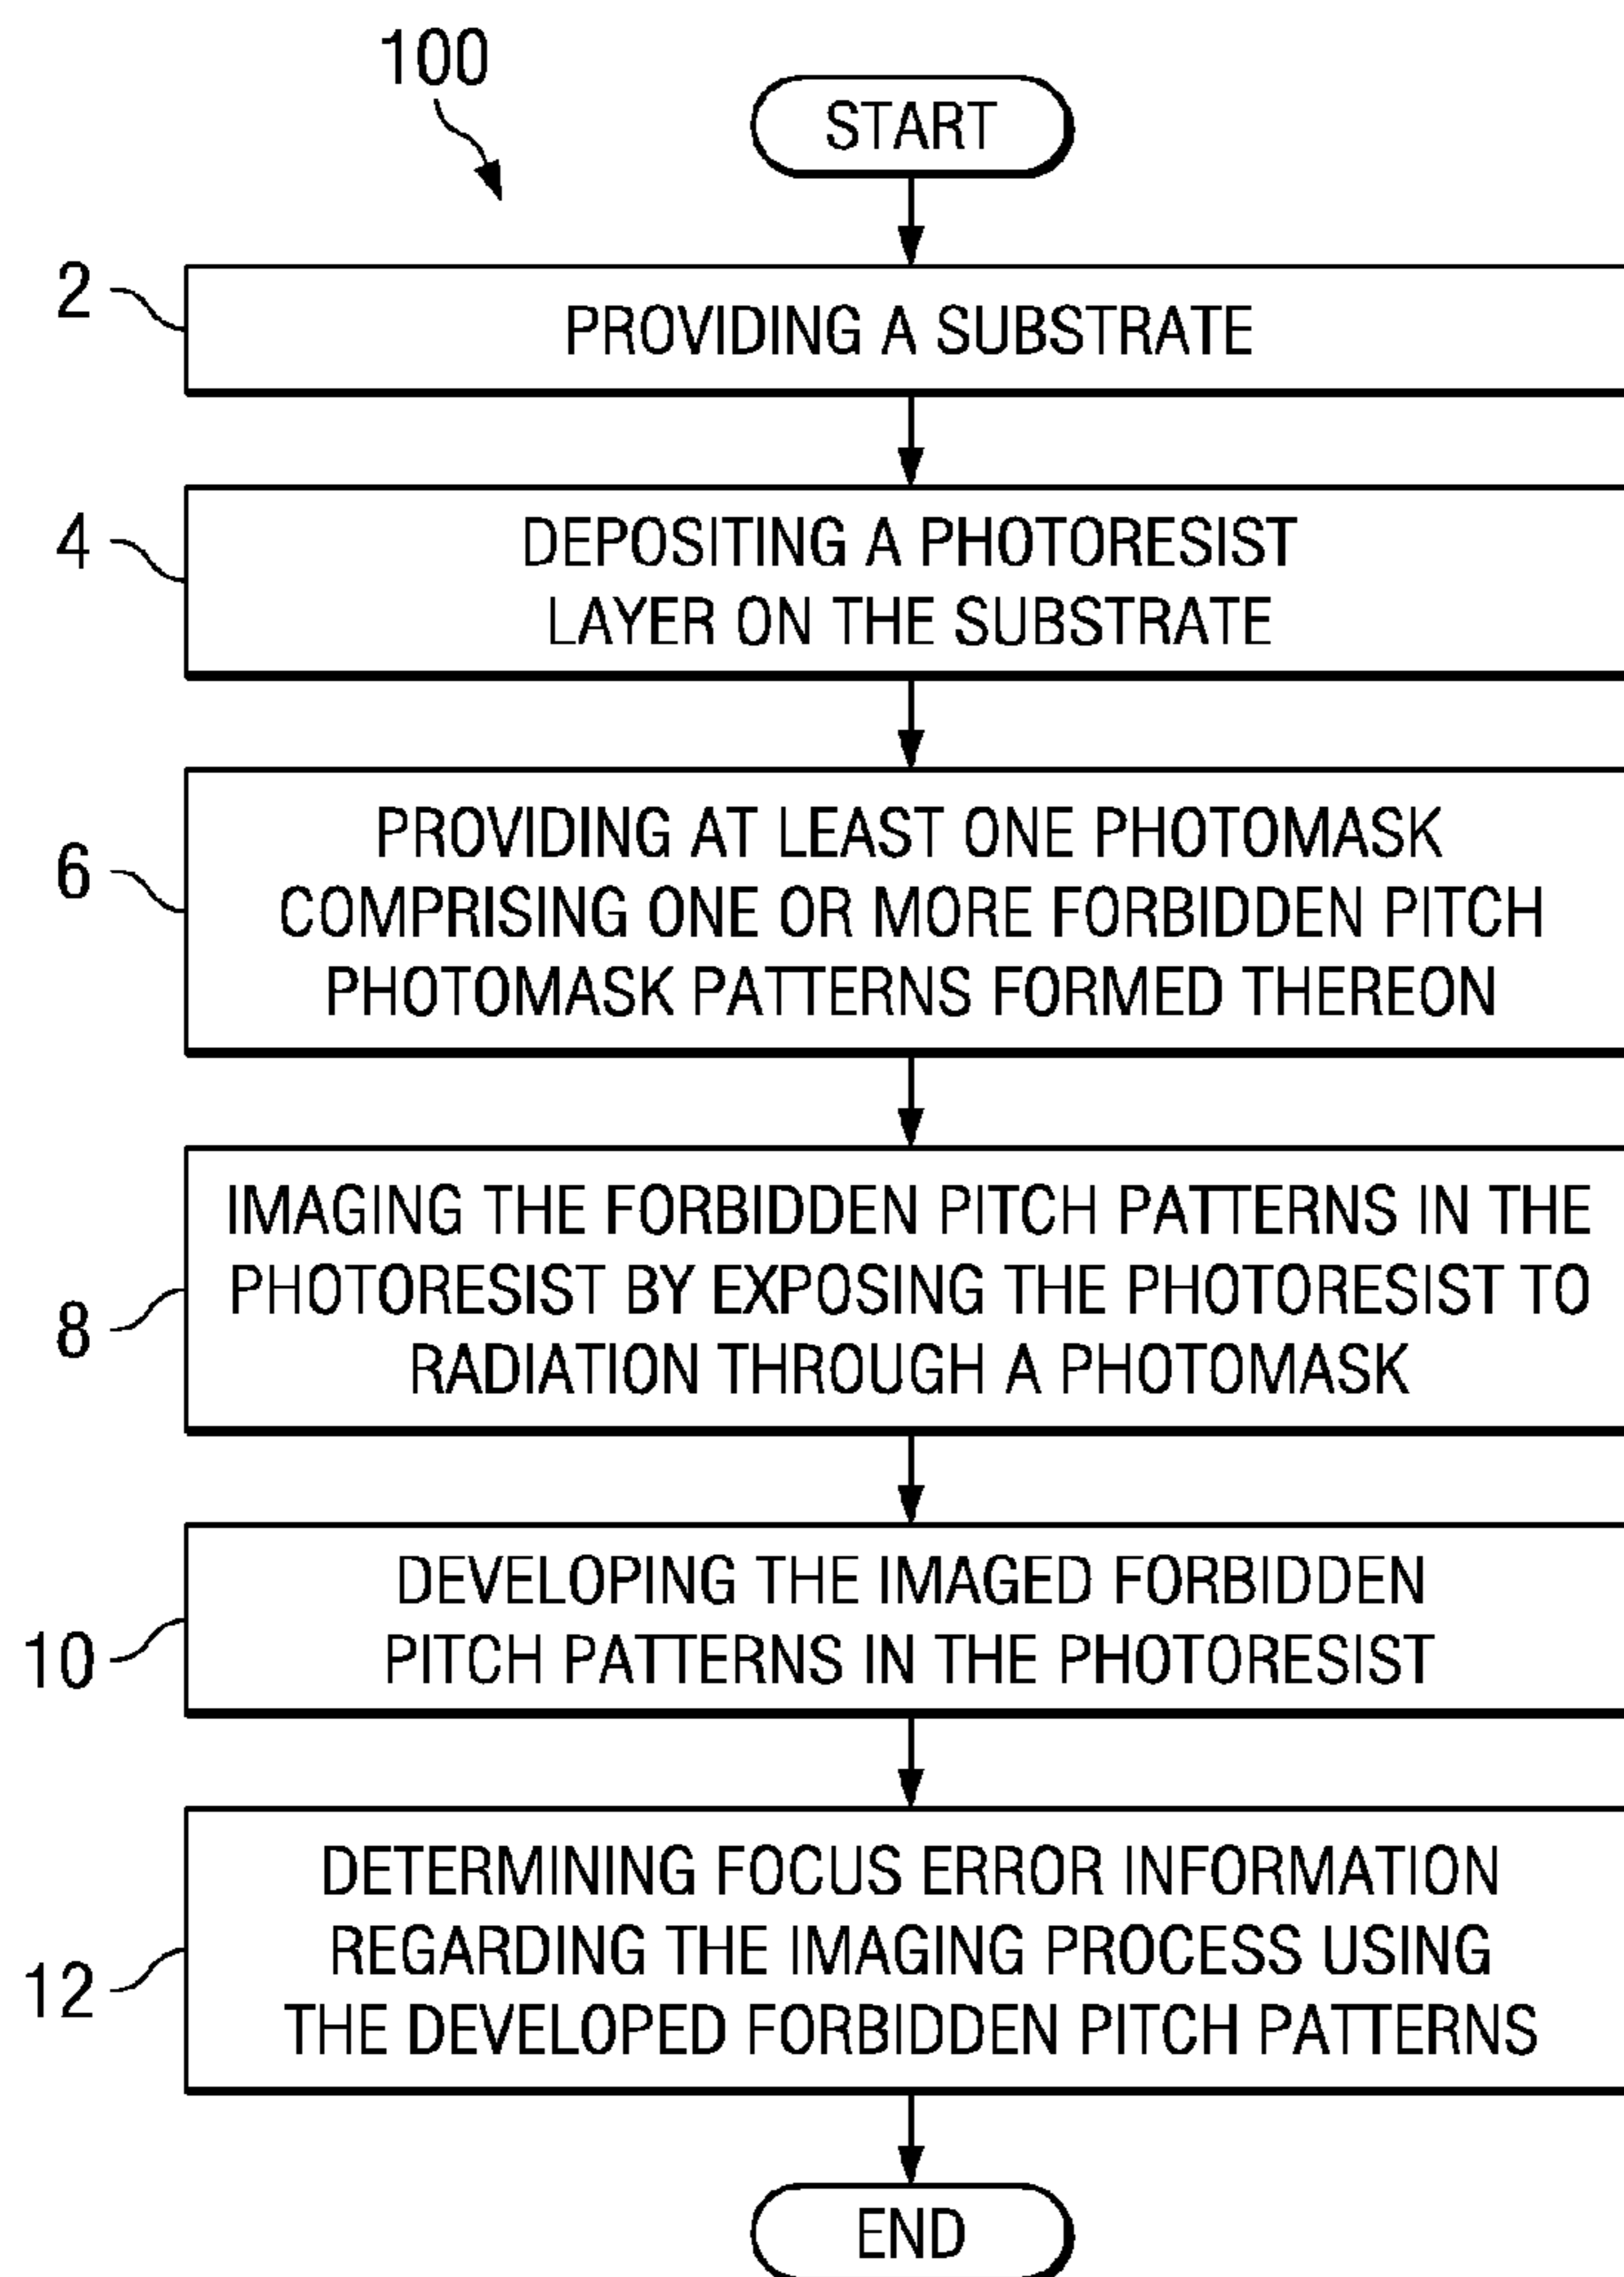 100
START
2
PROVIDING A SUBSTRATE
4
DEPOSITING A PHOTORESIST
LAYER ON THE SUBSTRATE
6
PROVIDING AT LEAST ONE PHOTOMASK
COMPRISING ONE OR MORE FORBIDDEN PITCH
PHOTOMASK PATTERNS FORMED THEREON
8
IMAGING THE FORBIDDEN PITCH PATTERNS IN THE
PHOTORESIST BY EXPOSING THE PHOTORESIST TO
RADIATION THROUGH A PHOTOMASK
10
DEVELOPING THE IMAGED FORBIDDEN
PITCH PATTERNS IN THE PHOTORESIST
12
DETERMINING FOCUS ERROR INFORMATION
REGARDING THE IMAGING PROCESS USING
THE DEVELOPED FORBIDDEN PITCH PATTERNS
END